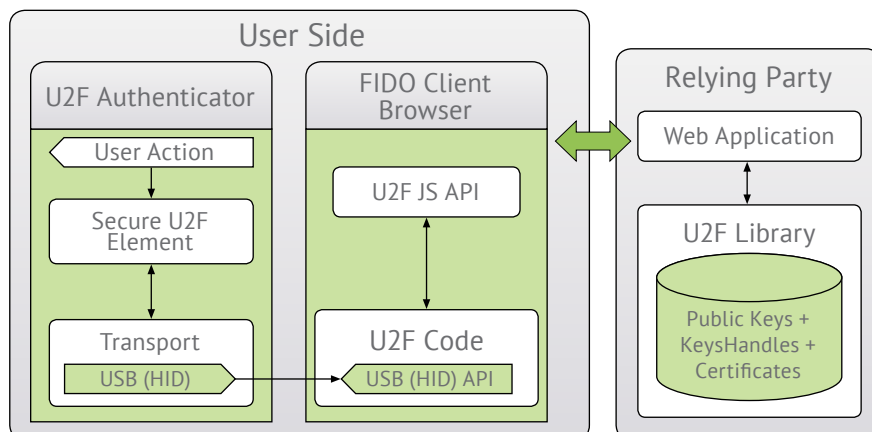 User Side
U2F Authenticator
User Action
Secure U2F
Element
Transport
USB (HID)
FIDO Client
Browser
U2F JS API
U2F Code
USB (HID) API
Relying Party
Web Application
U2F Library
Public Keys +
KeysHandles +
Certificates